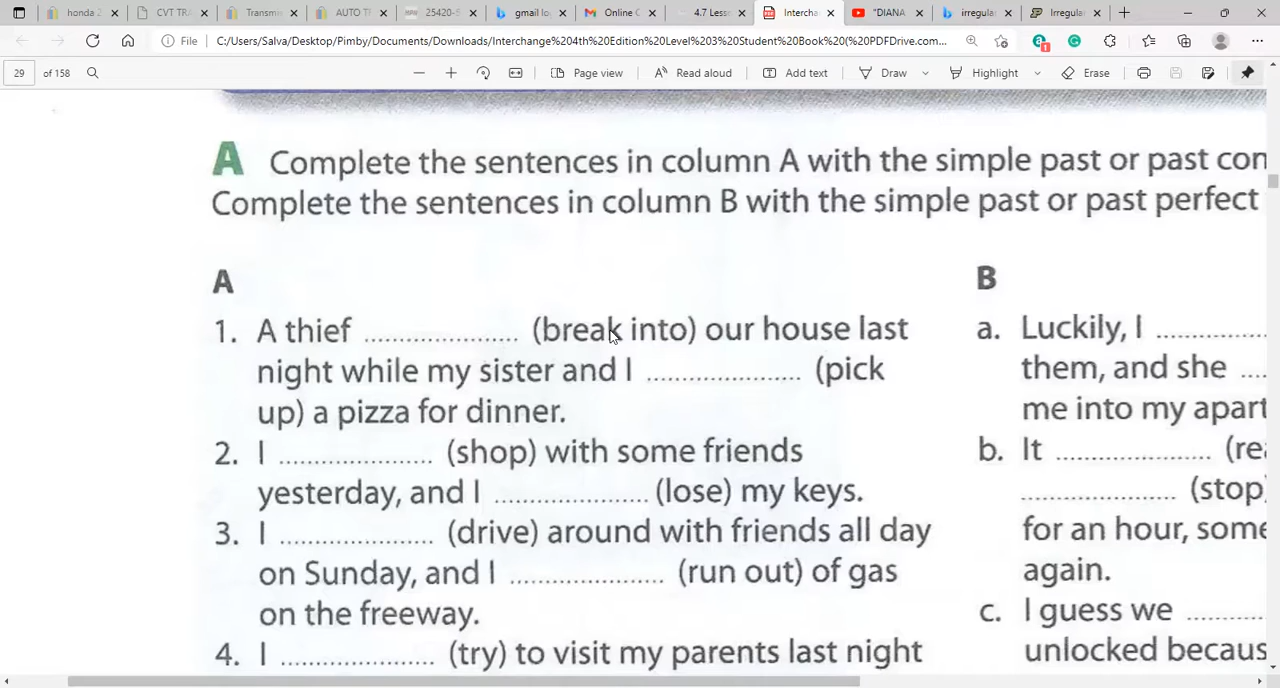 honda 2
CVT TRA
Transmi
AUTO T
25420-5
gmail lo
Online C
4.7 Less
Intercha
"DIANA
irregula
Irregula
File
C:/Users/Salva/Desktop/Pimby/Documents/Downloads/Interchange%204th%20Edition%20Level%203%20Student%20Book%20(%20PDFDrive.com...
1
29 of 158
Page view
Read aloud
Add text
Draw
Highlight
Erase
A Complete the sentences in column A with the simple past or past con
Complete the sentences in column B with the simple past or past perfect
A
1. A thief .................... (break into) our house last
night while my sister and I .................... (pick
up) a pizza for dinner.
2. I .................... (shop) with some friends
yesterday, and I .................... (lose) my keys.
3. I .................... (drive) around with friends all day
on Sunday, and I .................... (run out) of gas
on the freeway.
4. I .................... (try) to visit my parents last night
B
a. Luckily, I ..............
them, and she ....
me into my apart
b. It .................... (rea
.................... (stop)
for an hour, some
again.
c. I guess we ..........
unlocked becaus